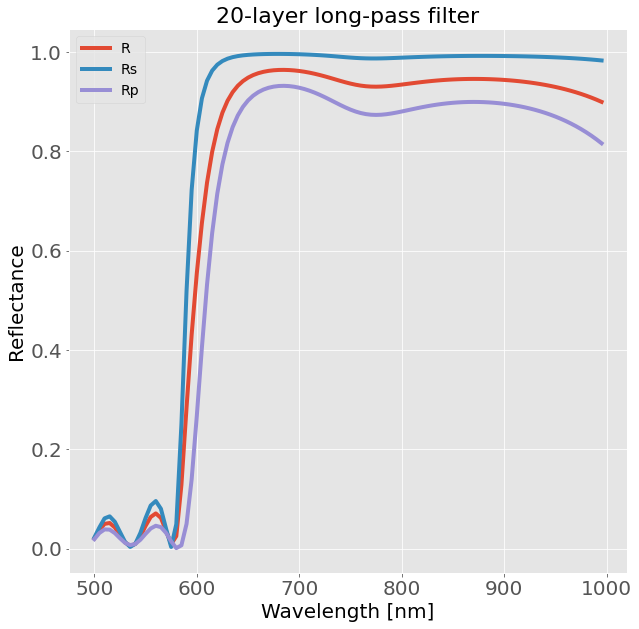 20-layer long-pass filter
R
Rs
Rp
1.0
0.8
0.6
0.4
0.2
0.0
Reflectance
500 600 700 800 900 1000
Wavelength [nm]